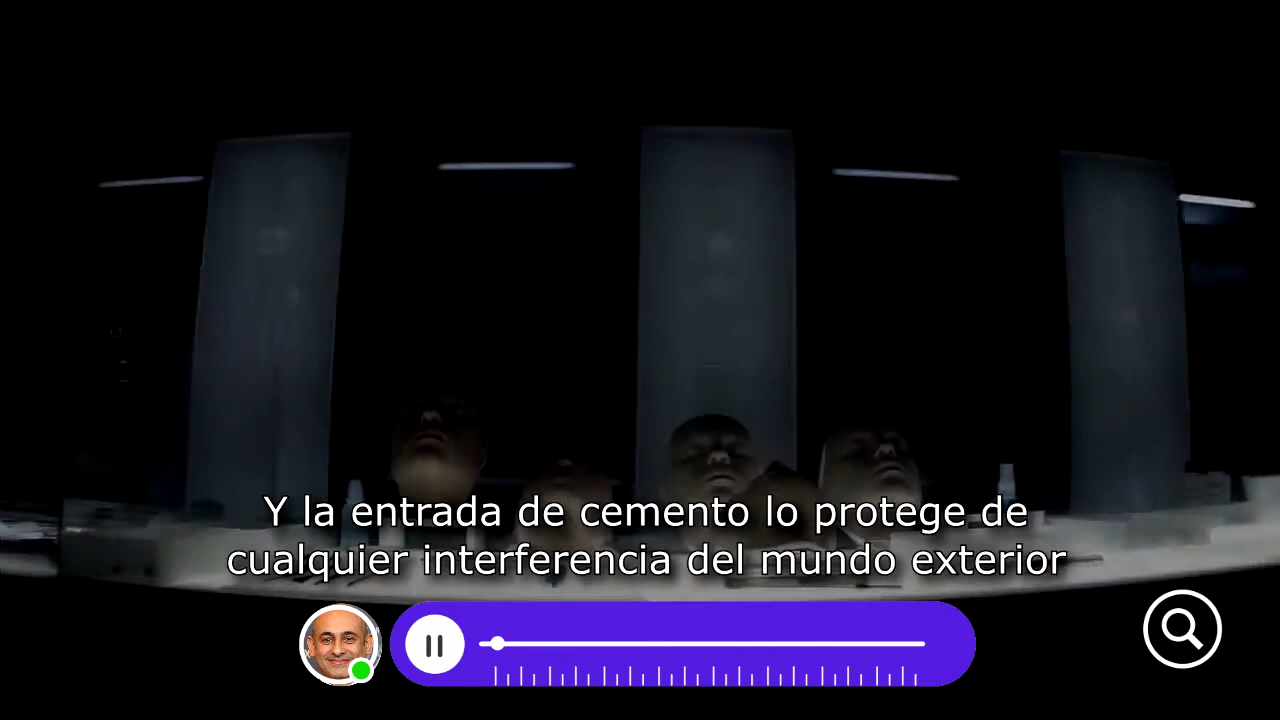 Y la entrada de cemento lo protege de
cualquier interferencia del mundo exterior